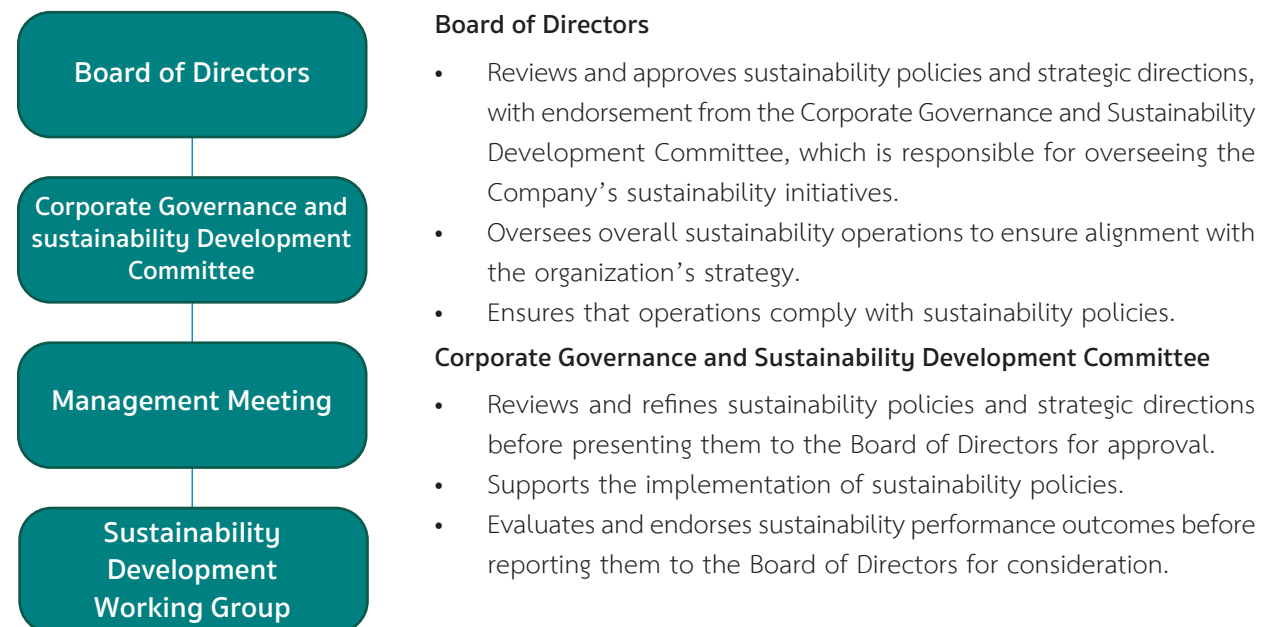 Board of Directors
Corporate Governance and
sustainability Development
Committee
Management Meeting
Sustainability
Development
Working Group
Board of Directors
• Reviews and approves sustainability policies and strategic directions,
with endorsement from the Corporate Governance and Sustainability
Development Committee, which is responsible for overseeing the
Company’s sustainability initiatives.
• Oversees overall sustainability operations to ensure alignment with
the organization’s strategy.
• Ensures that operations comply with sustainability policies.
Corporate Governance and Sustainability Development Committee
• Reviews and refines sustainability policies and strategic directions
before presenting them to the Board of Directors for approval.
• Supports the implementation of sustainability policies.
• Evaluates and endorses sustainability performance outcomes before
reporting them to the Board of Directors for consideration.